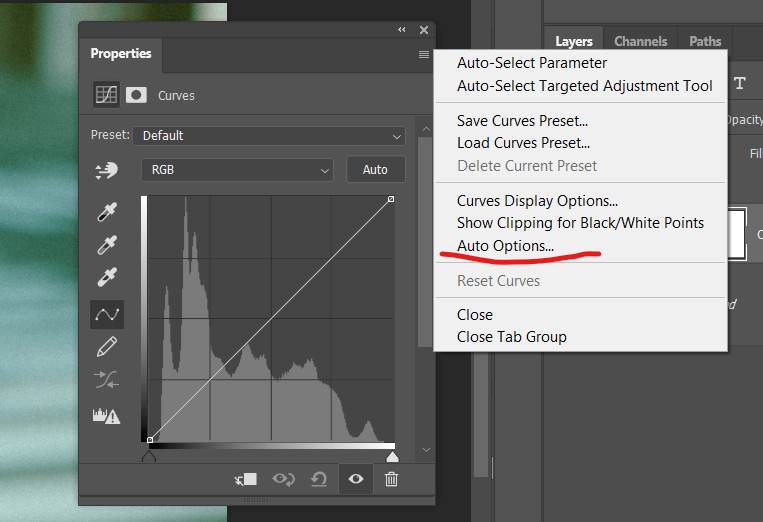 Properties
Curves
Preset: Default
RGB
Auto
Layers Channels Paths
T
Opacity
Fill
Auto-Select Parameter
Auto-Select Targeted Adjustment Tool
Save Curves Preset...
Load Curves Preset...
Delete Current Preset
Curves Display Options...
Show Clipping for Black/White Points
Auto Options...
Reset Curves
Close
Close Tab Group